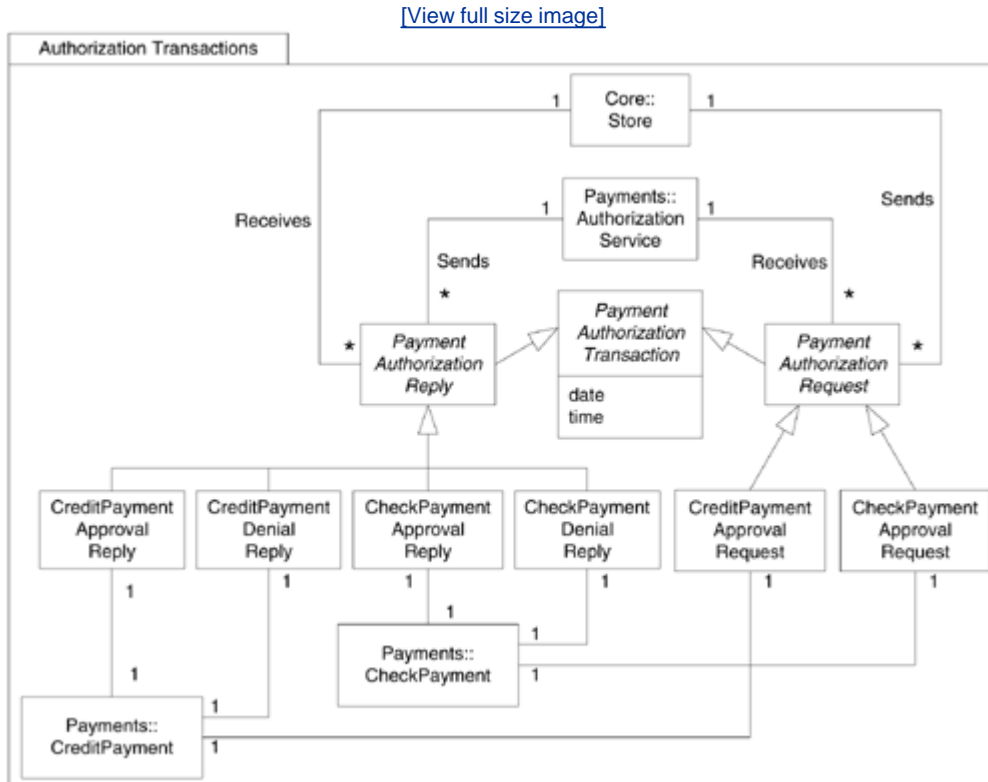 [View full size image]
Authorization Transactions
1
Core::
Store
1
Receives
Sends
1
Payments::
Authorization
Service
1
Sends
Receives
*
*
*
Payment
Authorization
Reply
Payment
Authorization
Transaction
date
time
Payment
Authorization
Request
*
CreditPayment
Approval
Reply
CreditPayment
Denial
Reply
CheckPayment
Approval
Reply
CheckPayment
Denial
Reply
CreditPayment
Approval
Request
CheckPayment
Approval
Request
1
1
1
1
1
1
1
1
1
1
Payments::
CheckPayment
1
1
Payments::
CreditPayment